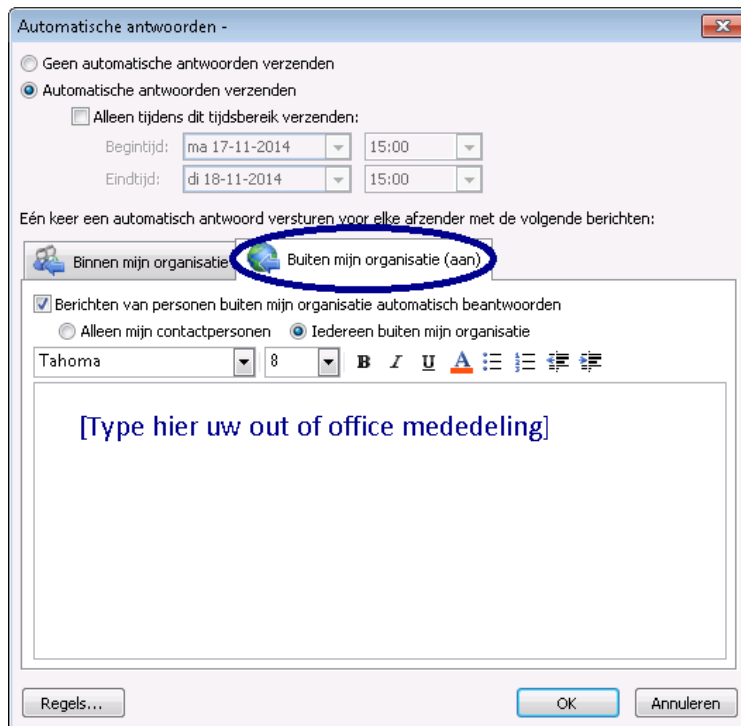 Automatische antwoorden -
Geen automatische antwoorden verzenden
Automatische antwoorden verzenden
Alleen tijdens dit tijdsbereik verzenden:
Begintijd: ma 17-11-2014 15:00
Eindtijd: di 18-11-2014 15:00
Eén keer een automatisch antwoord versturen voor elke afzender met de volgende berichten:
Binnen mijn organisatie Buiten mijn organisatie (aan)
Berichten van personen buiten mijn organisatie automatisch beantwoorden
Alleen mijn contactpersonen Iedereen buiten mijn organisatie
Tahoma 8 B I U A
[Type hier uw out of office mededeling]
Regels... OK Annuleren